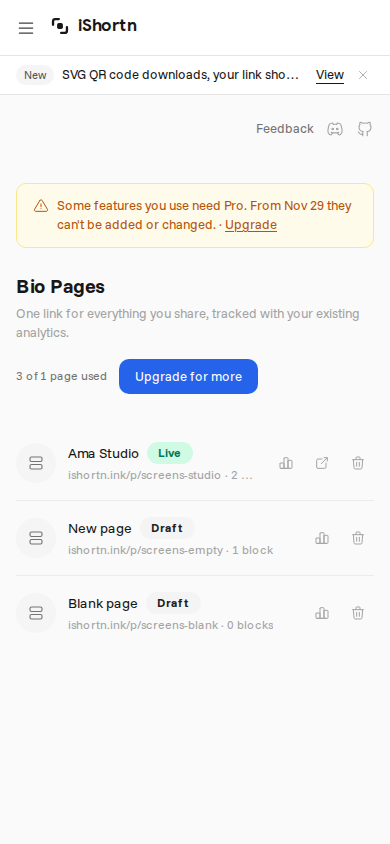 iShortn
New SVG QR code downloads, your link sho... View
Feedback
Some features you use need Pro. From Nov 29 they
can't be added or changed. · Upgrade
Bio Pages
One link for everything you share, tracked with your existing
analytics.
3 of 1 page used Upgrade for more
Ama Studio Live
ishortn.ink/p/screens-studio · 2 ...
New page Draft
ishortn.ink/p/screens-empty · 1 block
Blank page Draft
ishortn.ink/p/screens-blank · 0 blocks